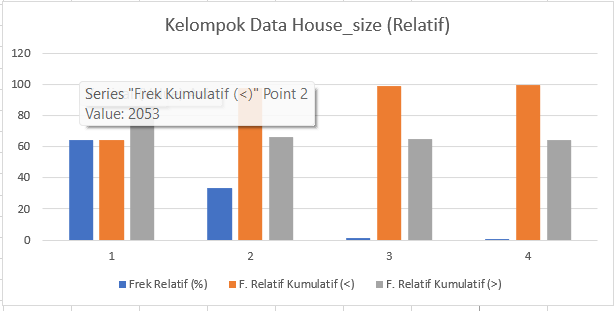 Kelompok Data House_size (Relatif)
120
100
80
60
40
20
0
Series "Frek Kumulatif (<)" Point 2
Value: 2053
1
2
3
4
Frek Relatif (%)
F. Relatif Kumulatif (<)
F. Relatif Kumulatif (>)